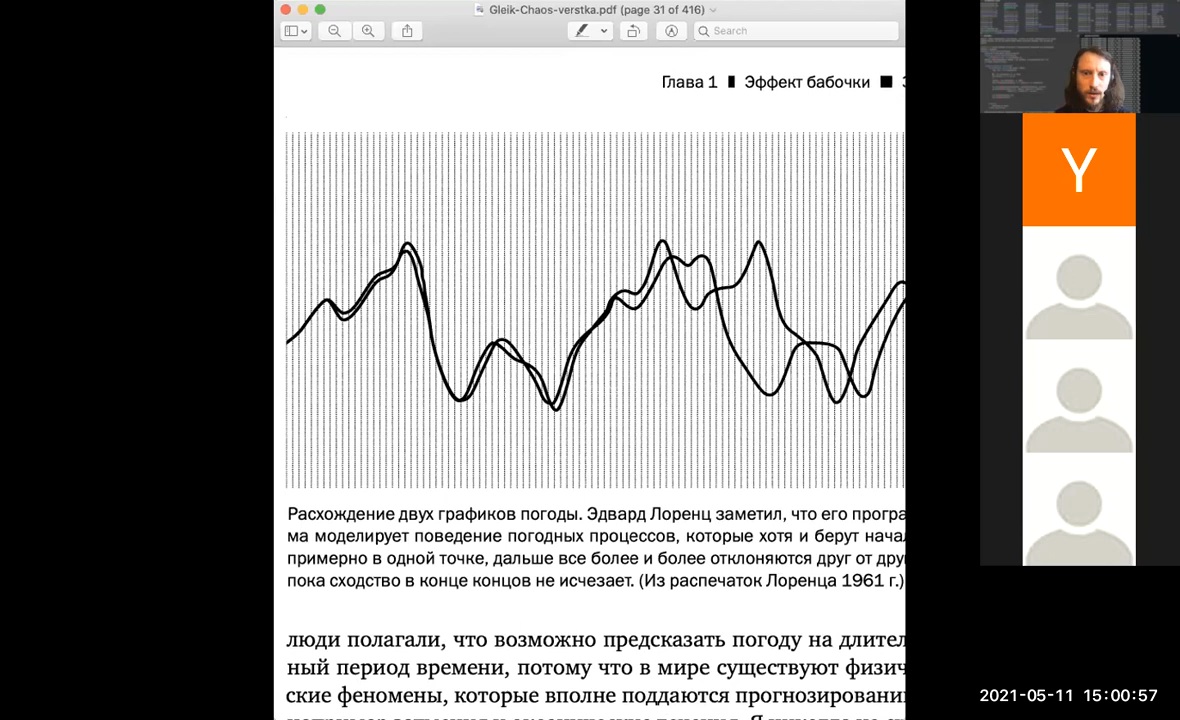 Gleik-Chaos-verstka.pdf (page 31 of 416)
Search
Глава 1 Эффект бабочки
Расхождение двух графиков погоды. Эдвард Лоренц заметил, что его програ
ма моделирует поведение погодных процессов, которые хотя и берут нача
примерно в одной точке, дальше все более и более отклоняются друг от дру
пока сходство в конце концов не исчезает. (Из распечаток Лоренца 1961 г.)
люди полагали, что возможно предсказать погоду на длител
ный период времени, потому что в мире существуют физич
ские феномены, которые вполне поддаются прогнозировани
Y
2021-05-11 15:00:57